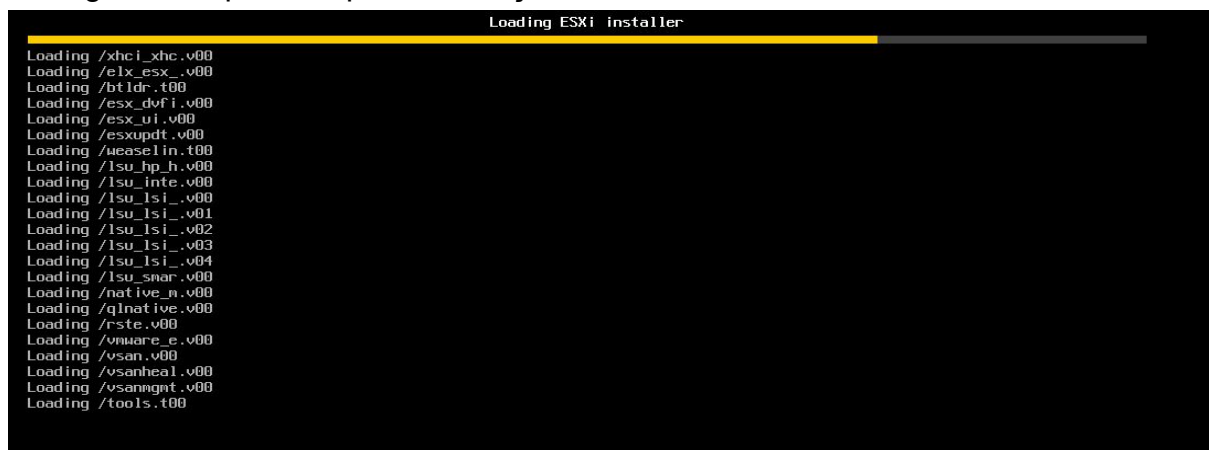 Loading ESXi installer
Loading /xhci_xhc.v00
Loading /elx_esx_.v00
Loading /btldr.t00
Loading /esx_dvfi.v00
Loading /esx_ui.v00
Loading /esxupdt.v00
Loading /weaselin.t00
Loading /lsu_hp_h.v00
Loading /lsu_inte.v00
Loading /lsu_lsi_.v00
Loading /lsu_lsi_.v01
Loading /lsu_lsi_.v02
Loading /lsu_lsi_.v03
Loading /lsu_lsi_.v04
Loading /lsu_smar.v00
Loading /native_m.v00
Loading /qlnative.v00
Loading /rste.v00
Loading /vmware_e.v00
Loading /vsan.v00
Loading /vsanheal.v00
Loading /vsanmgmt.v00
Loading /tools.t00